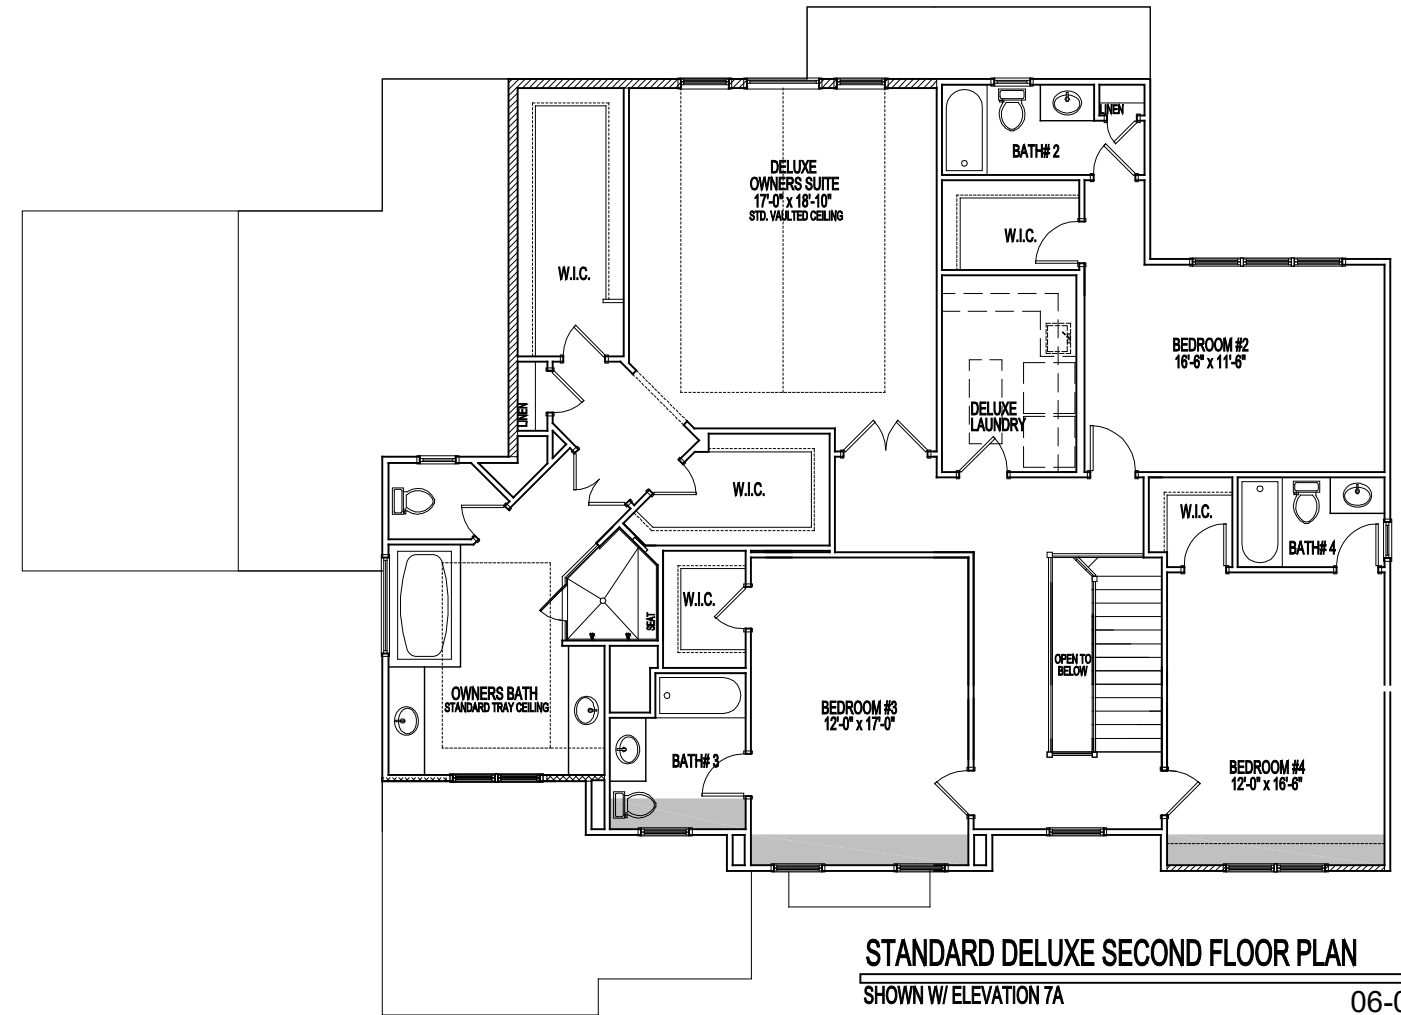 LINEN
BATH# 2
DELUXE
OWNERS SUITE
17'-0" x 18'-10"
STD. VAULTED CEILING
W.I.C.
W.I.C.
BEDROOM #2
16'-6" x 11'-6"
LINEN
DELUXE
LAUNDRY
W.I.C.
W.I.C.
BATH# 4
W.I.C.
SEAT
OPEN TO
BELOW
OWNERS BATH
STANDARD TRAY CEILING
BEDROOM #3
12'-0" x 17'-0"
BATH# 3
BEDROOM #4
12'-0" x 16'-6"
STANDARD DELUXE SECOND FLOOR PLAN
SHOWN W/ ELEVATION 7A